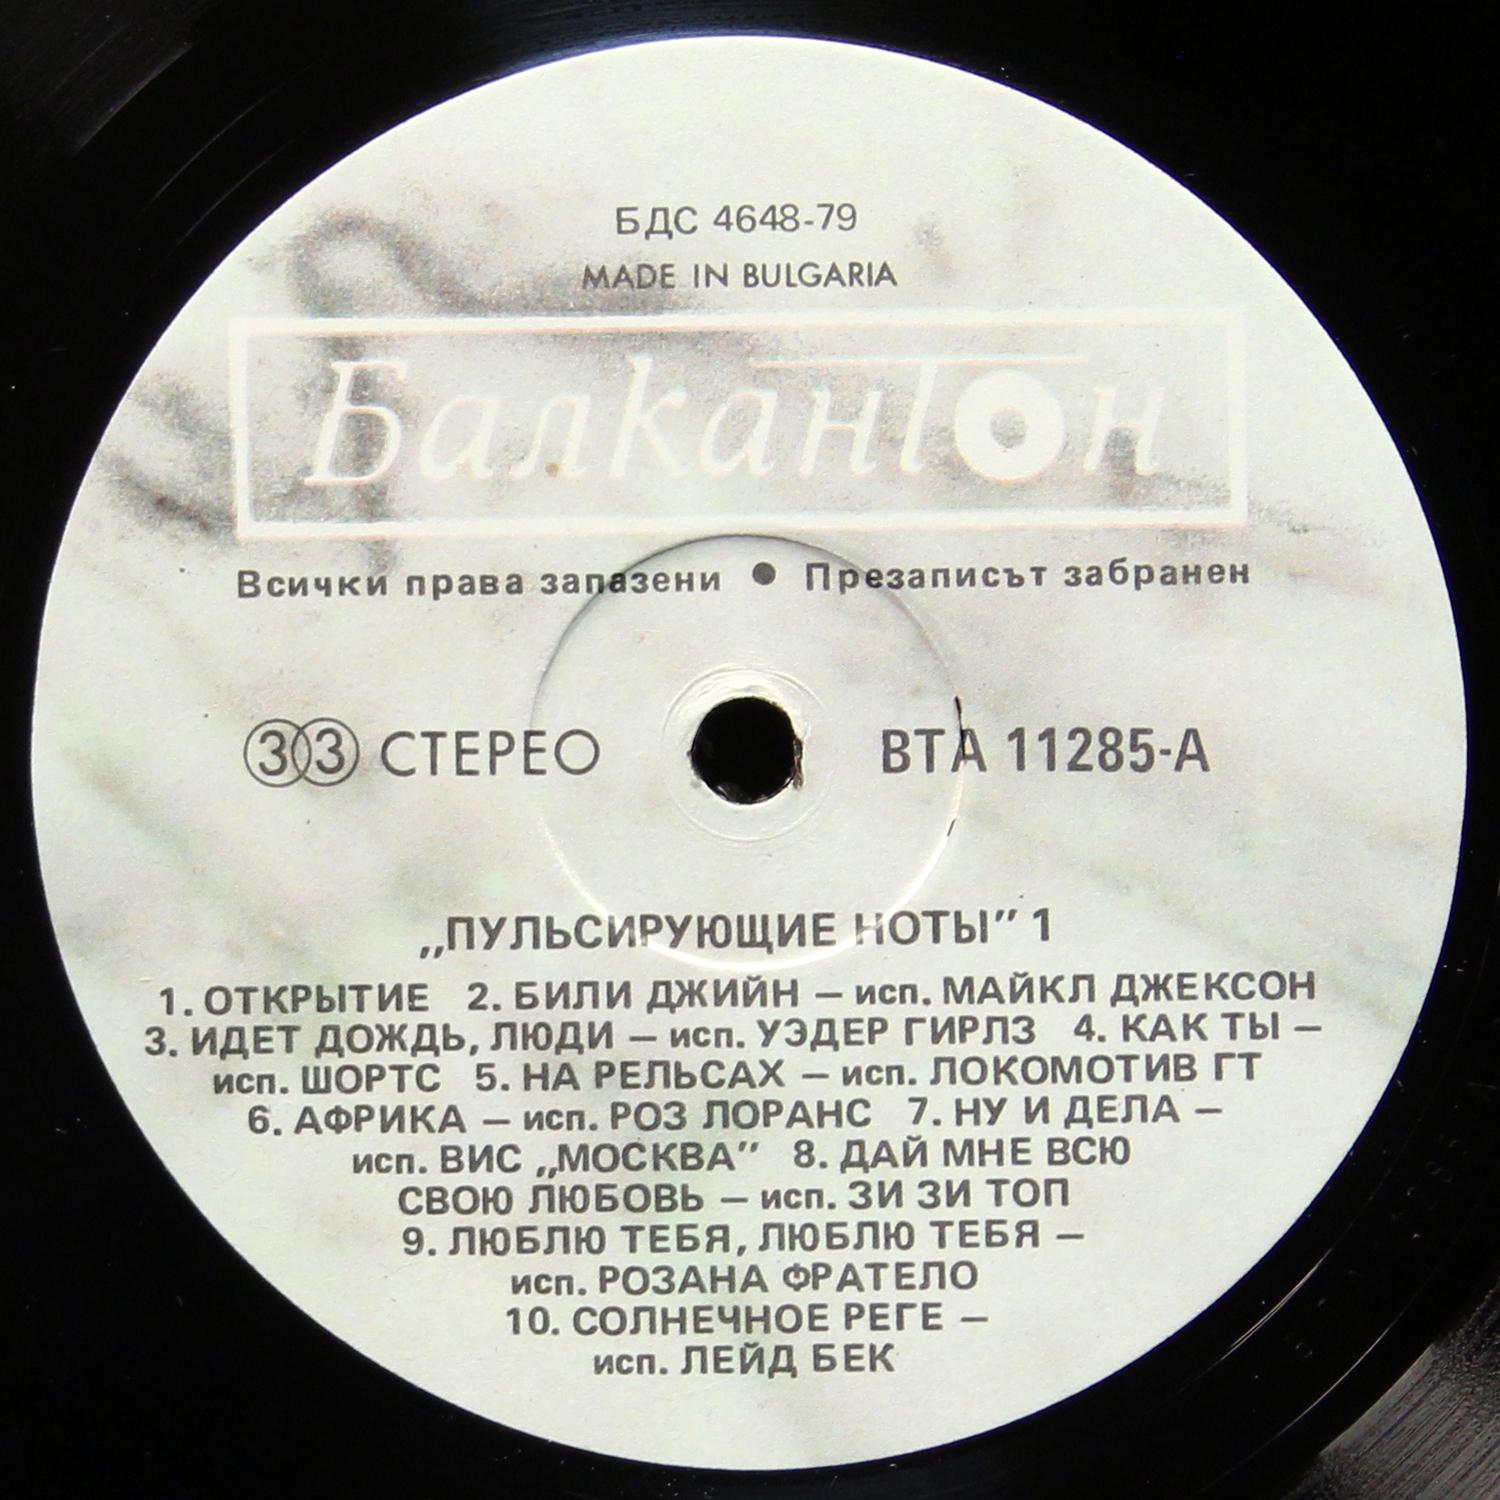 БДС 4648-79
MADE IN BULGARIA
Балкантон
Всички права запазени ● Презаписът забранен
33 СТЕРЕО ВТА 11285-А
„ПУЛЬСИРУЮЩИЕ НОТЫ” 1
1. ОТКРЫТИЕ 2. БИЛИ ДЖИЙН – исп. МАЙКЛ ДЖЕКСОН
3. ИДЕТ ДОЖДЬ, ЛЮДИ – исп. УЭДЕР ГИРЛЗ 4. КАК ТЫ –
исп. ШОРТС 5. НА РЕЛЬСАХ – исп. ЛОКОМОТИВ ГТ
6. АФРИКА – исп. РОЗ ЛОРАНС 7. НУ И ДЕЛА –
исп. ВИС „МОСКВА” 8. ДАЙ МНЕ ВСЮ
СВОЮ ЛЮБОВЬ – исп. ЗИ ЗИ ТОП
9. ЛЮБЛЮ ТЕБЯ, ЛЮБЛЮ ТЕБЯ –
исп. РОЗАНА ФРАТЕЛО
10. СОЛНЕЧНОЕ РЕГЕ –
исп. ЛЕЙД БЕК